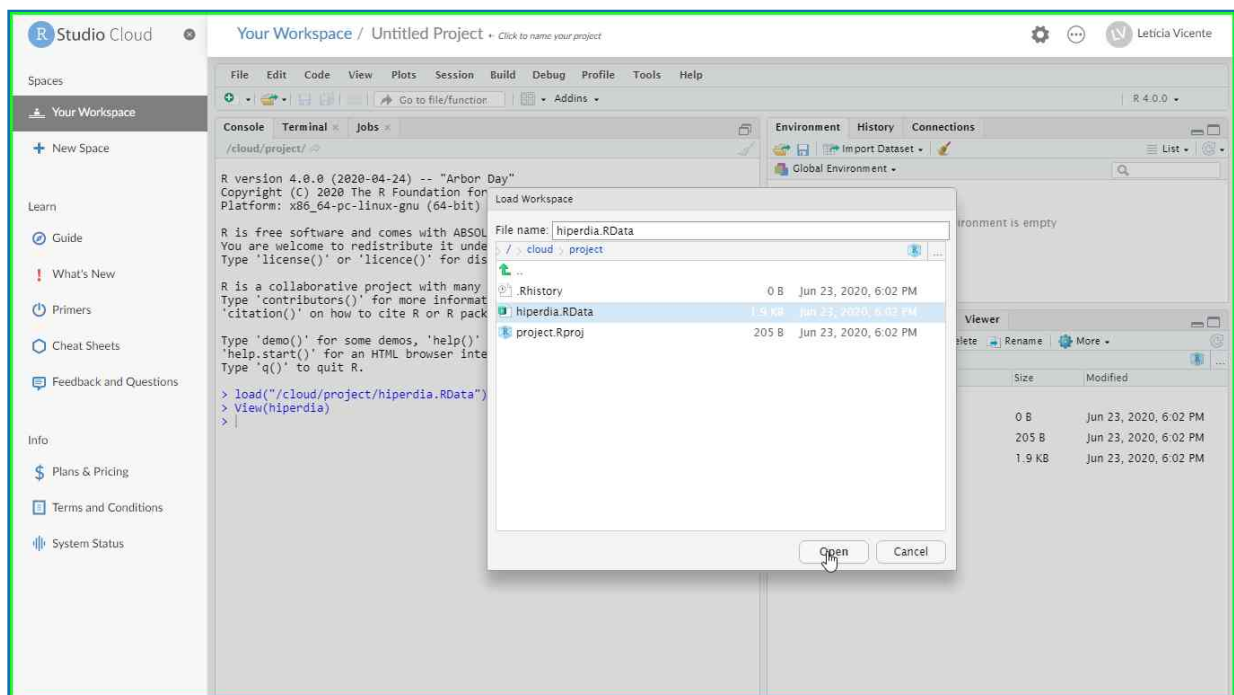 R Studio Cloud
Your Workspace / Untitled Project ← Click to name your project
LV Letícia Vicente
Spaces
Your Workspace
New Space
Learn
Guide
What's New
Primers
Cheat Sheets
Feedback and Questions
Info
Plans & Pricing
Terms and Conditions
System Status
File Edit Code View Plots Session Build Debug Profile Tools Help
Go to file/function Addins R 4.0.0
Console Terminal Jobs
/cloud/project/
R version 4.0.0 (2020-04-24) -- "Arbor Day"
Copyright (C) 2020 The R Foundation for
Platform: x86_64-pc-linux-gnu (64-bit)
R is free software and comes with ABSOL
You are welcome to redistribute it unde
Type 'license()' or 'licence()' for dis
R is a collaborative project with many
Type 'contributors()' for more informat
'citation()' on how to cite R or R pack
Type 'demo()' for some demos, 'help()'
'help.start()' for an HTML browser inte
Type 'q()' to quit R.
> load("/cloud/project/hiperdia.RData")
> View(hiperdia)
>
Load Workspace
File name: hiperdia.RData
/ cloud project ...
..
.Rhistory 0 B Jun 23, 2020, 6:02 PM
hiperdia.RData 1.9 KB Jun 23, 2020, 6:02 PM
project.Rproj 205 B Jun 23, 2020, 6:02 PM
Open Cancel
Environment History Connections
Import Dataset List
Global Environment
ironment is empty
Viewer
elete Rename More
...
Size Modified
0 B Jun 23, 2020, 6:02 PM
205 B Jun 23, 2020, 6:02 PM
1.9 KB Jun 23, 2020, 6:02 PM